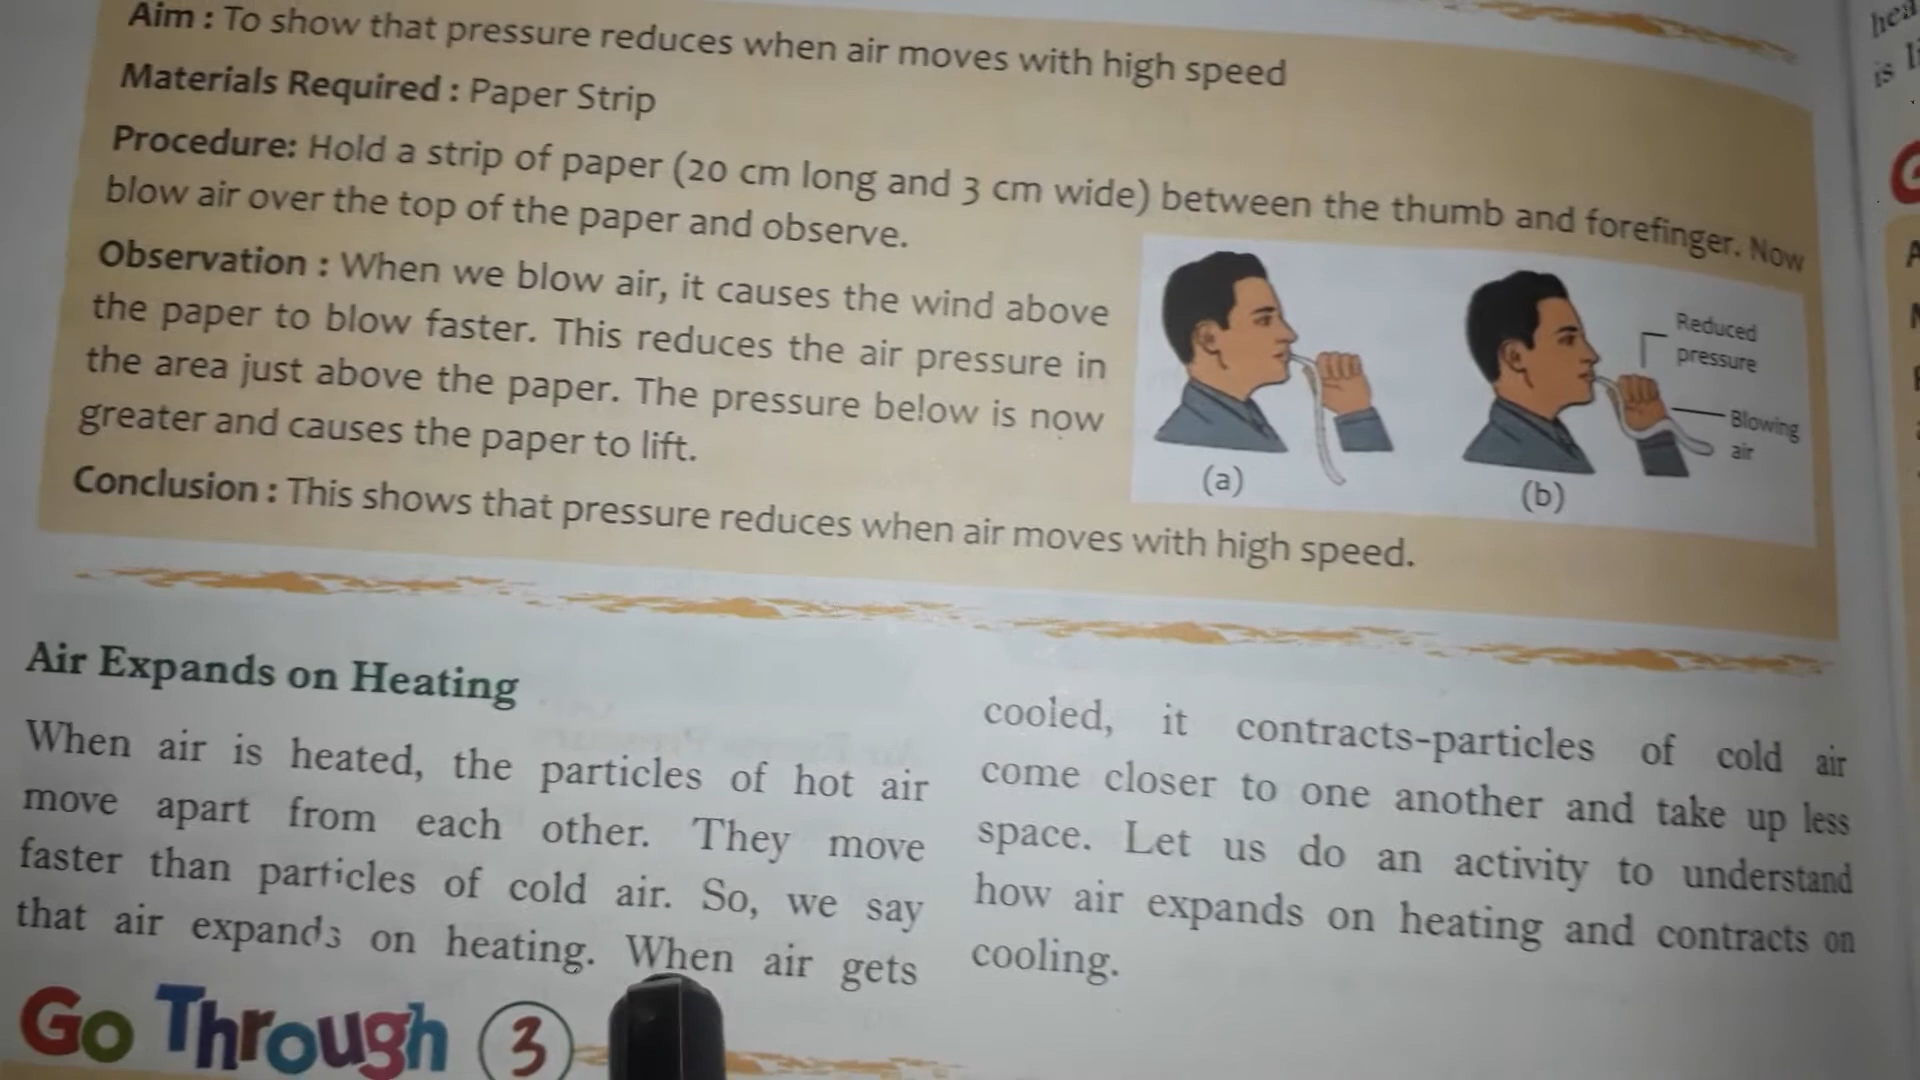 Aim : To show that pressure reduces when air moves with high speed
Materials Required : Paper Strip
Procedure: Hold a strip of paper (20 cm long and 3 cm wide) between the thumb and forefinger. Now
blow air over the top of the paper and observe.
Observation : When we blow air, it causes the wind above
the paper to blow faster. This reduces the air pressure in
the area just above the paper. The pressure below is now
greater and causes the paper to lift.
Reduced
pressure
Blowing
air
(a)
(b)
Conclusion : This shows that pressure reduces when air moves with high speed.
Air Expands on Heating
When air is heated, the particles of hot air
move apart from each other. They move
faster than particles of cold air. So, we say
that air expands on heating. When air gets
cooled, it contracts-particles of cold air
come closer to one another and take up less
space. Let us do an activity to understand
how air expands on heating and contracts on
cooling.
Go Through 3
is